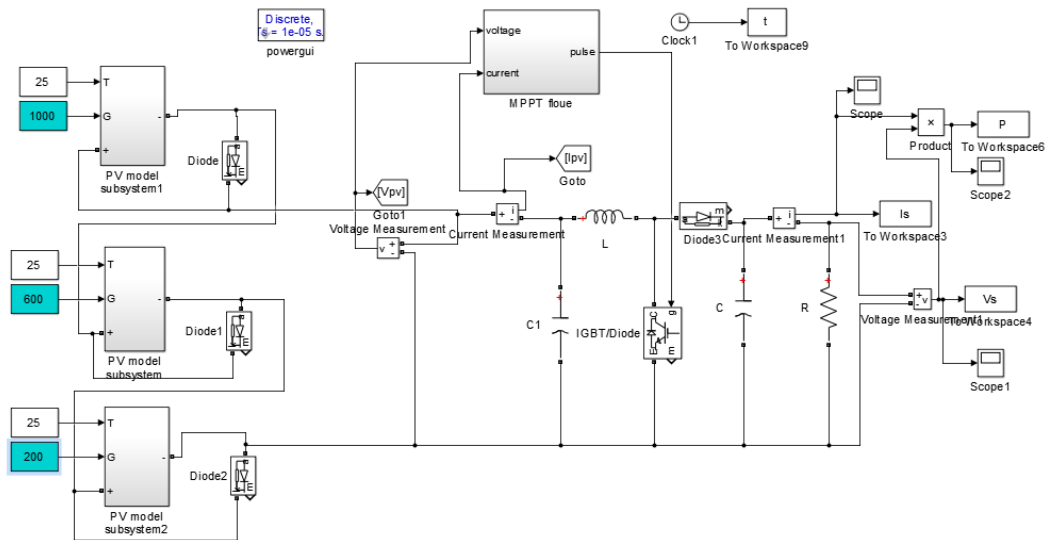 Discrete,
Ts = 1e-05 s.
powergui
voltage
current
pulse
MPPT floue
Clock1
t
To Workspace9
25
1000
T
G
+
-
PV model
subsystem1
Diode
m
[Vpv]
Goto1
Voltage Measurement
v
+
-
[Ipv]
Goto
+
i
-
Current Measurement
L
m
a
k
Diode3
+
i
-
Current Measurement1
Scope
×
Product
P
To Workspace6
Scope2
Is
To Workspace3
25
600
T
G
+
-
PV model
subsystem
Diode1
m
C1
g
C
E
m
IGBT/Diode
C
R
+
-
v
Voltage Measurement1
Vs
To Workspace4
Scope1
25
200
T
G
+
-
PV model
subsystem2
Diode2
m